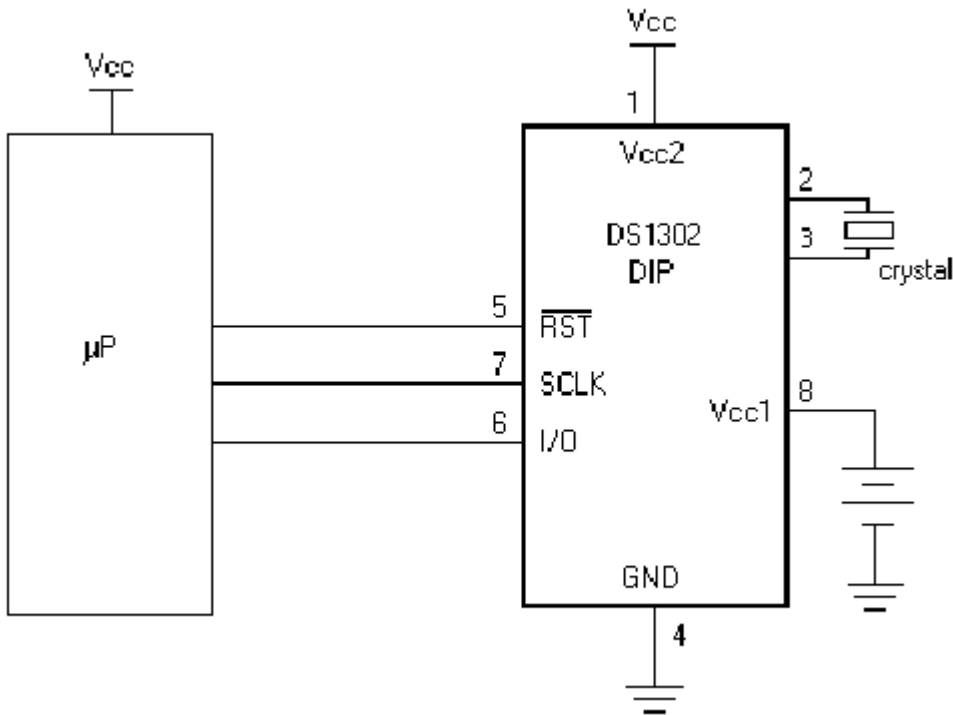 Vcc
Vcc
1
Vcc2
2
DS1302
DIP
3
crystal
5
RST
μP
7
SCLK
8
Vcc1
6
I/O
GND
4